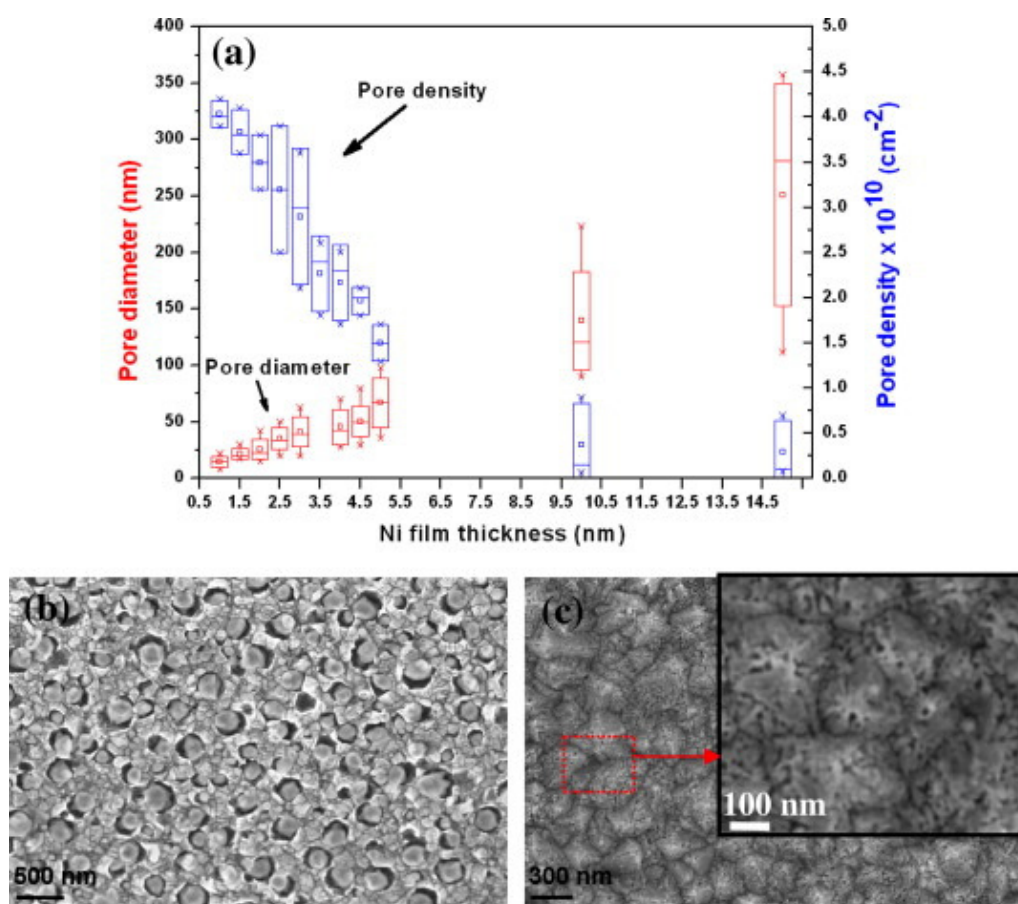 (a)
400
350
300
250
200
150
100
50
0
Pore diameter (nm)
5.0
4.5
4.0
3.5
3.0
2.5
2.0
1.5
1.0
0.5
0.0
Pore density x 10^10 (cm^-2)
Pore density
Pore diameter
0.5 1.5 2.5 3.5 4.5 5.5 6.5 7.5 8.5 9.5 10.5 11.5 12.5 13.5 14.5
Ni film thickness (nm)
(b)
500 nm
(c)
300 nm
100 nm